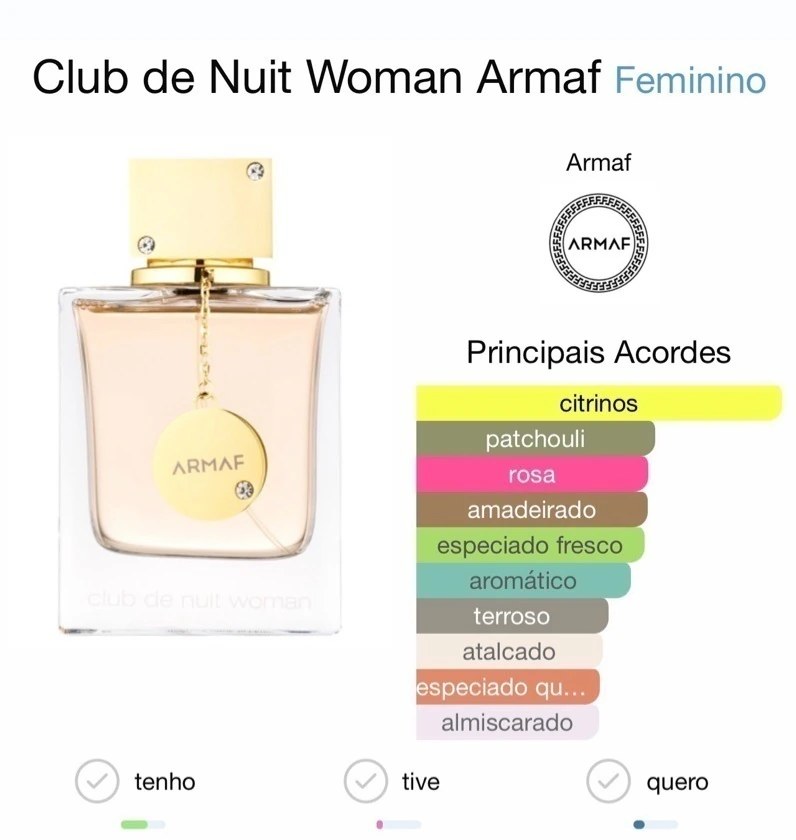 Club de Nuit Woman Armaf Feminino
Armaf
ARMAF
Principais Acordes
citrinos
patchouli
rosa
amadeirado
especiado fresco
aromático
terroso
atalcado
especiado qu...
almiscarado
ARMAF
club de nuit woman
tenho
tive
quero